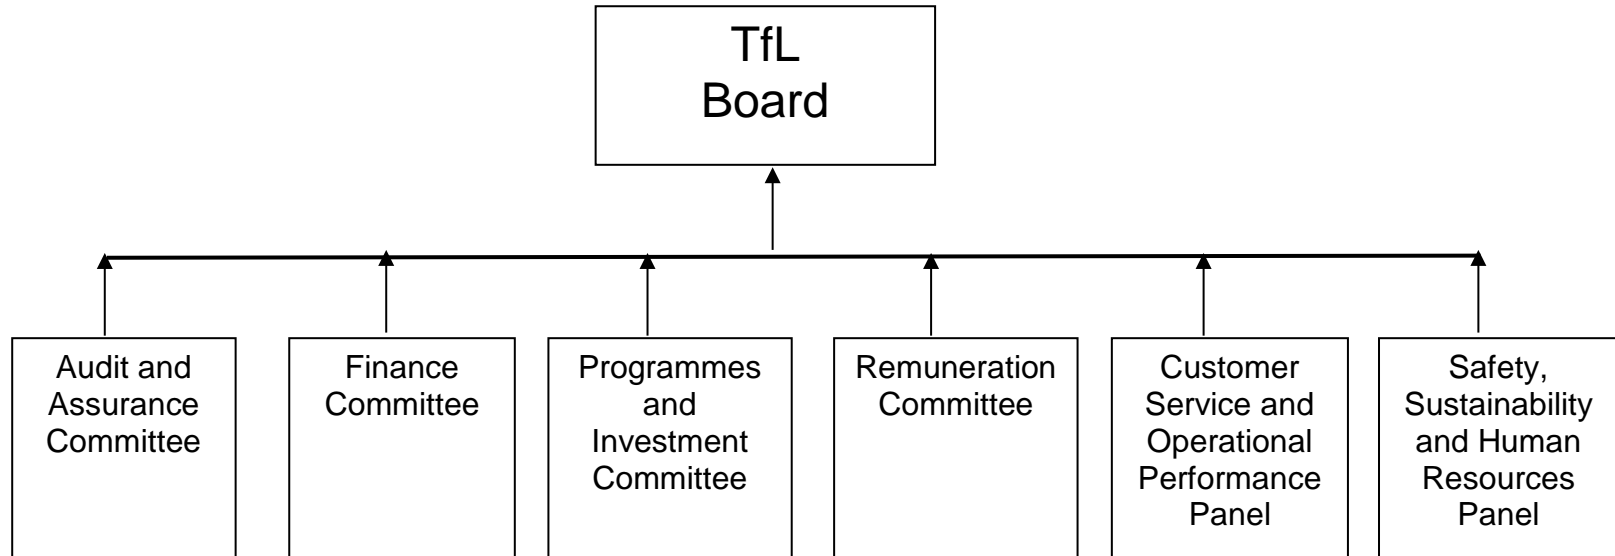 TfL
Board
Audit and
Assurance
Committee
Finance
Committee
Programmes
and
Investment
Committee
Remuneration
Committee
Customer
Service and
Operational
Performance
Panel
Safety,
Sustainability
and Human
Resources
Panel